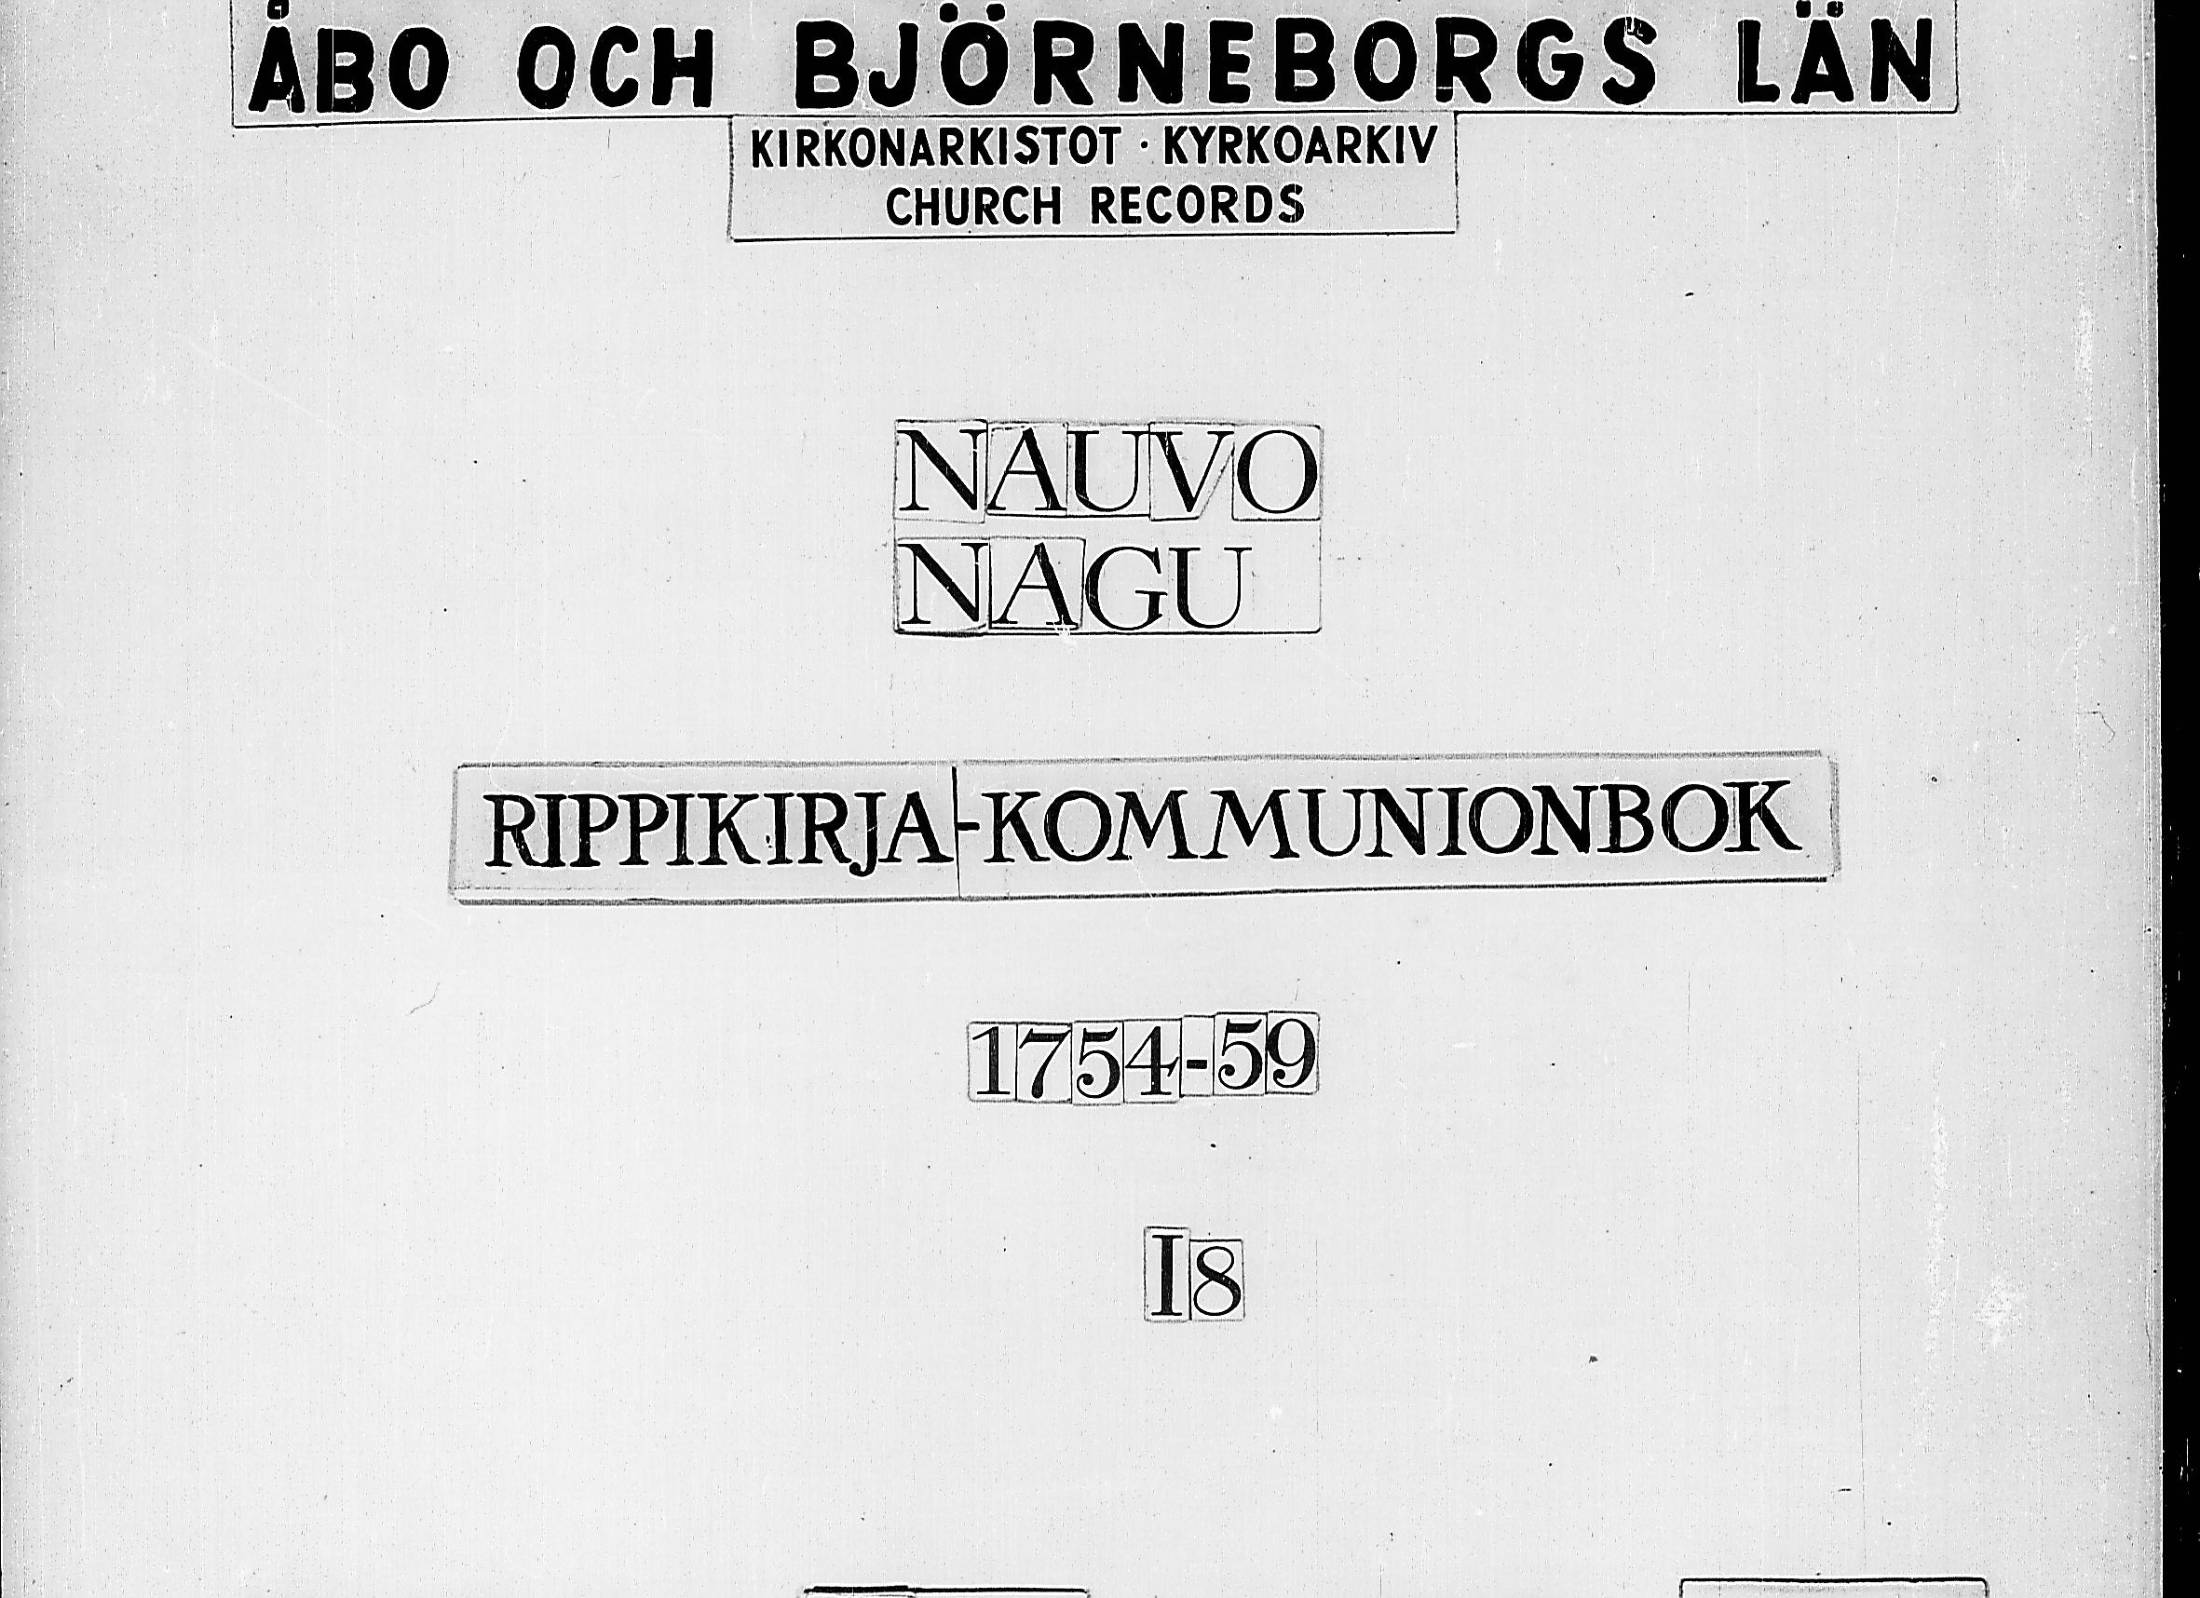 ÅBO OCH BJÖRNEBORGS LÄN
KIRKONARKISTOT · KYRKOARKIV
CHURCH RECORDS
NAUVO
NAGU
RIPPIKIRJA-KOMMUNIONBOK
1754-59
I8